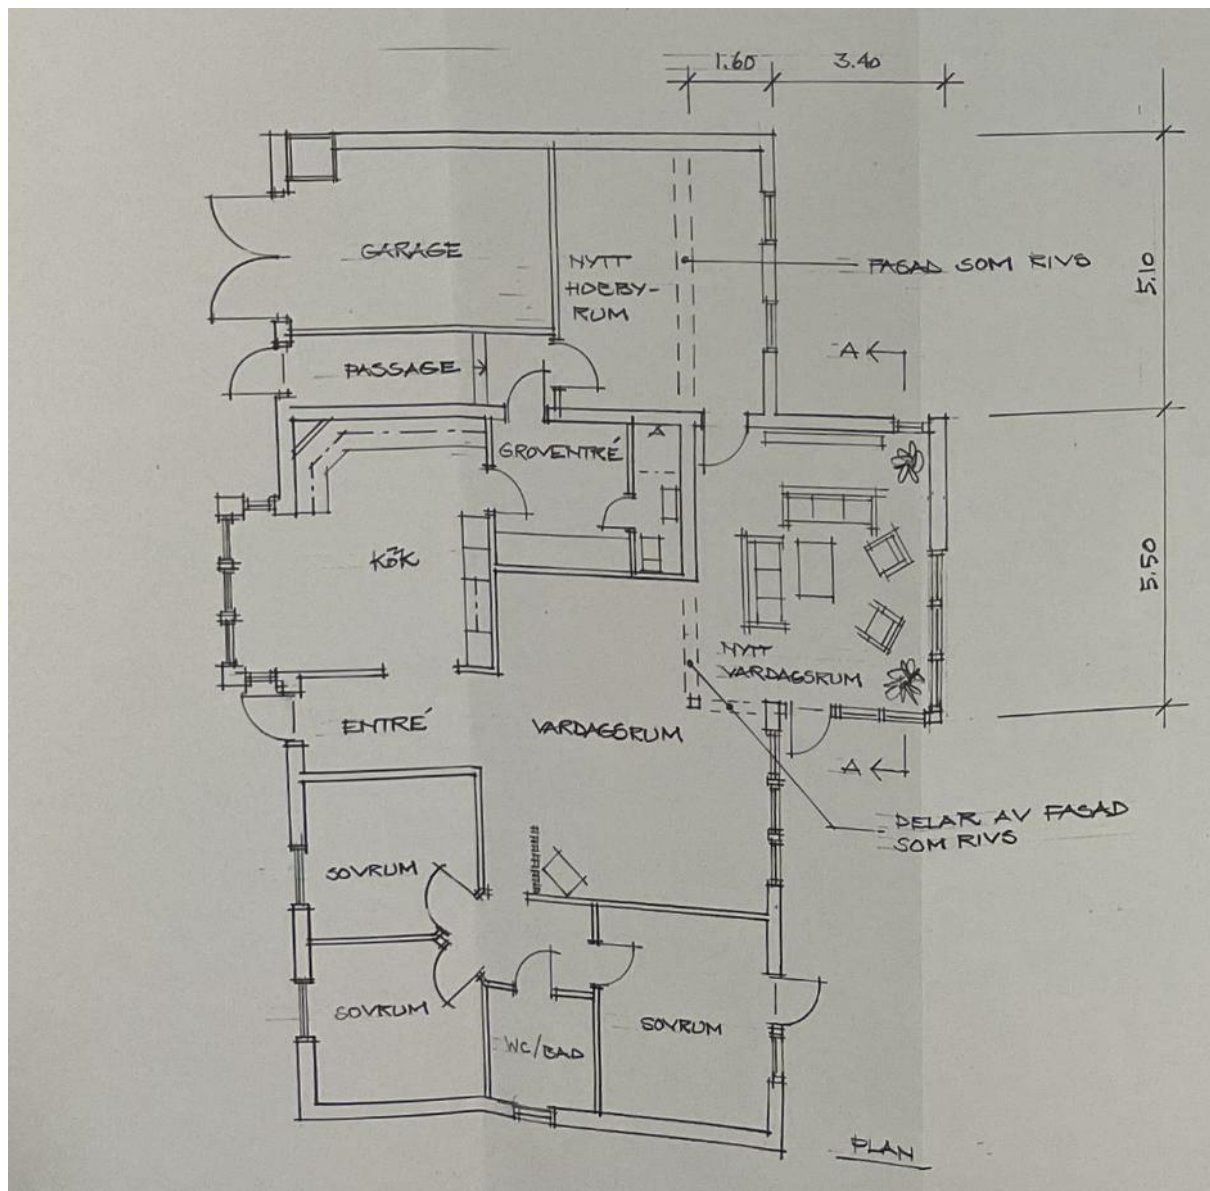 1.60 3.40
GARAGE
NYTT
HOBBY-
RUM
FASAD SOM RIVS
5.10
PASSAGE
A
GROVENTRÉ
A
KÖK
5.50
NYTT
VARDAGSRUM
ENTRÉ
VARDAGSRUM
A
DELAR AV FASAD
SOM RIVS
SOVRUM
SOVRUM
SOVRUM
WC/BAD
PLAN